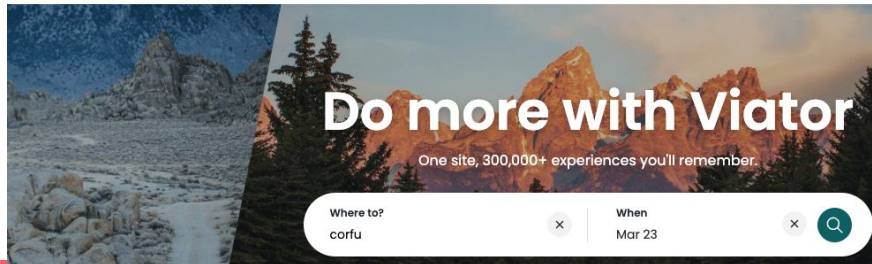 Do more with Viator
One site, 300,000+ experiences you'll remember.
Where to?
corfu
When
Mar 23